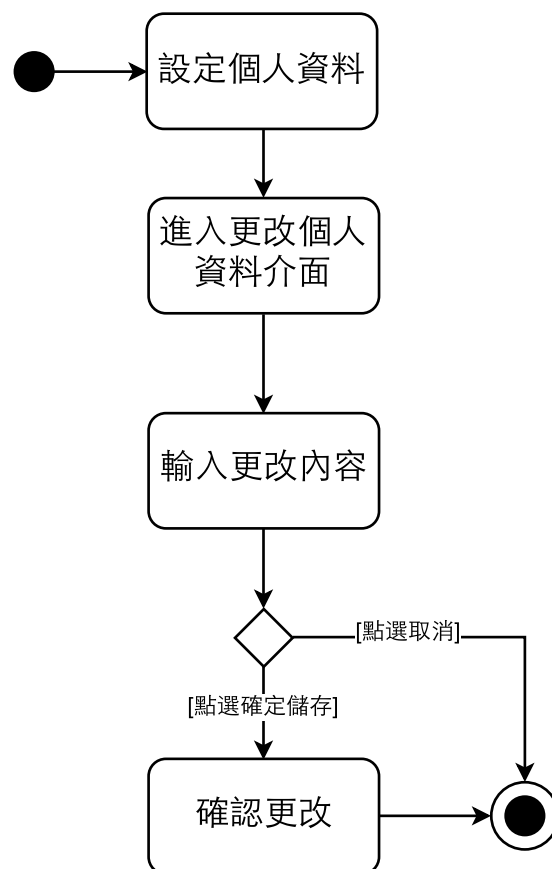 設定個人資料
進入更改個人
資料介面
輸入更改內容
[點選取消]
[點選確定儲存]
確認更改